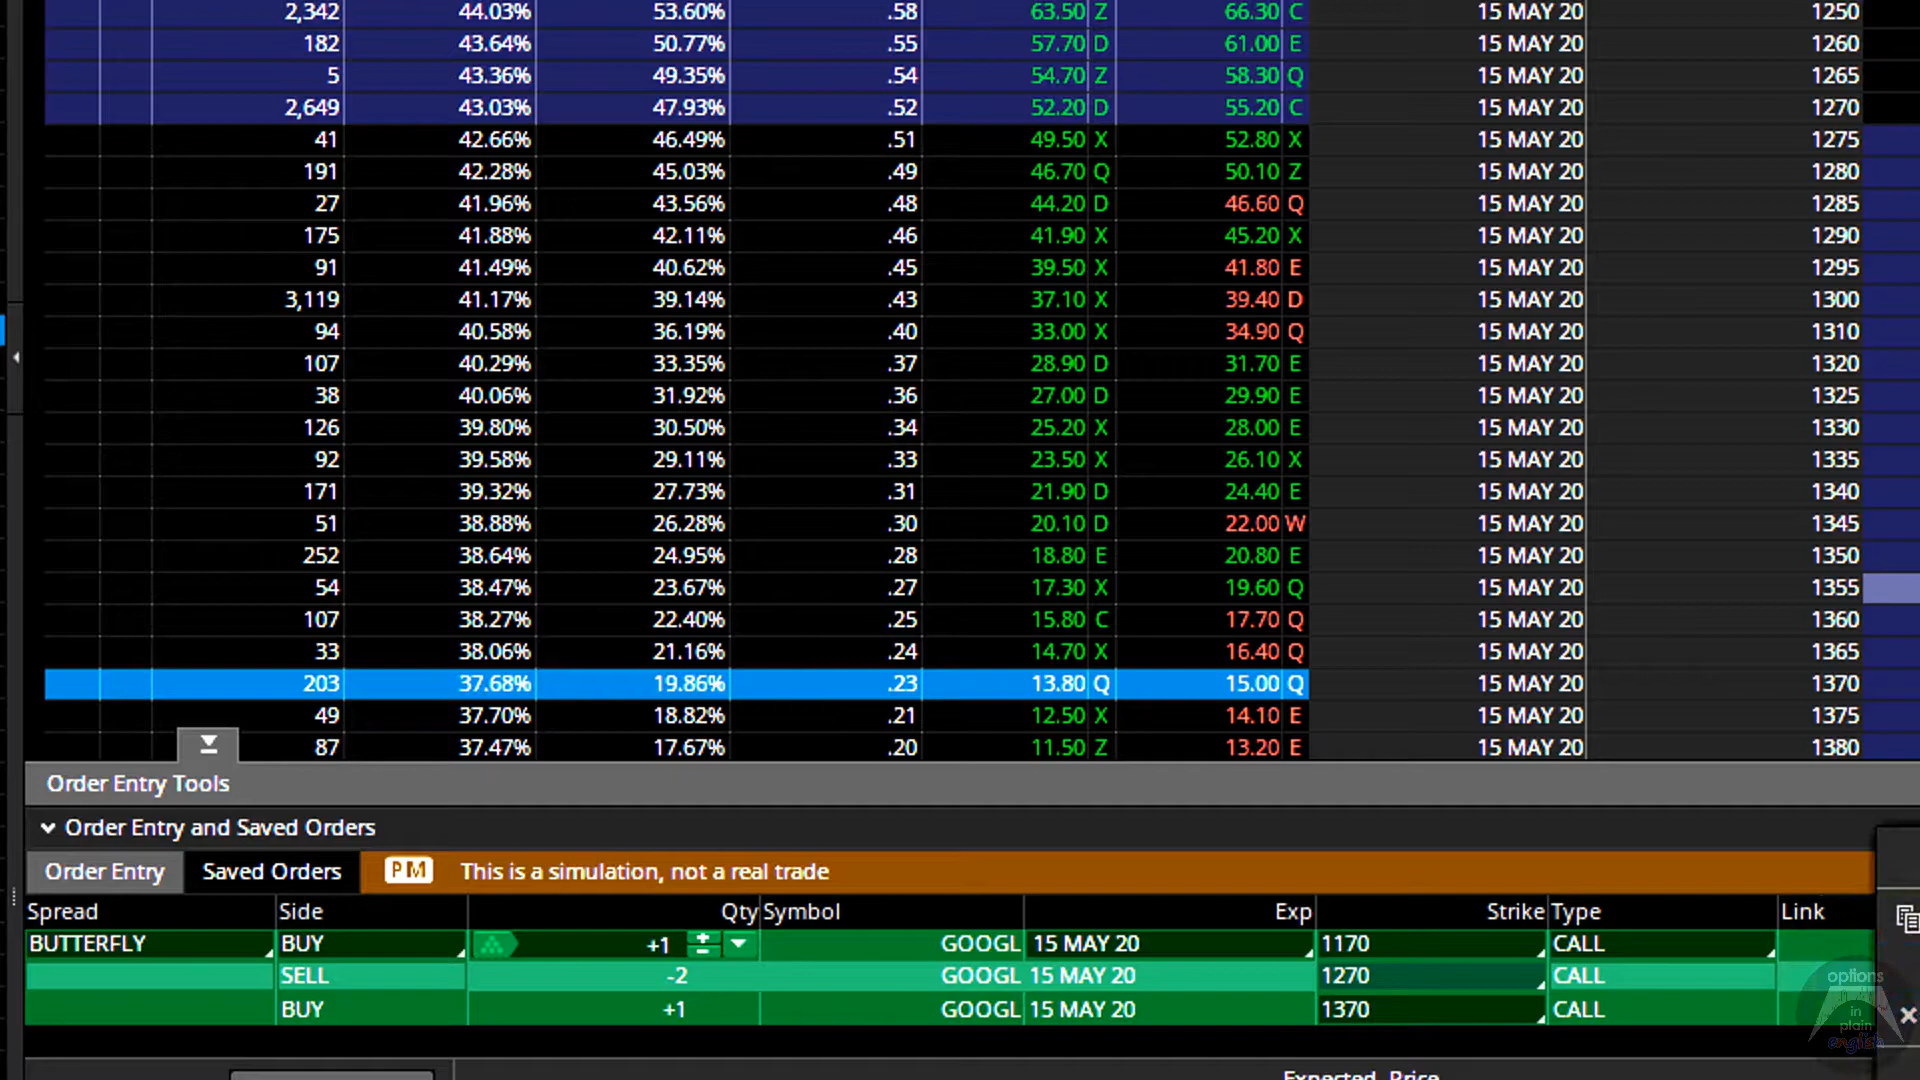 2,342 44.03% 53.60% .58 63.50 Z 66.30 C 15 MAY 20 1250
182 43.64% 50.77% .55 57.70 D 61.00 E 15 MAY 20 1260
5 43.36% 49.35% .54 54.70 Z 58.30 Q 15 MAY 20 1265
2,649 43.03% 47.93% .52 52.20 D 55.20 C 15 MAY 20 1270
41 42.66% 46.49% .51 49.50 X 52.80 X 15 MAY 20 1275
191 42.28% 45.03% .49 46.70 Q 50.10 Z 15 MAY 20 1280
27 41.96% 43.56% .48 44.20 D 46.60 Q 15 MAY 20 1285
175 41.88% 42.11% .46 41.90 X 45.20 X 15 MAY 20 1290
91 41.49% 40.62% .45 39.50 X 41.80 E 15 MAY 20 1295
3,119 41.17% 39.14% .43 37.10 X 39.40 D 15 MAY 20 1300
94 40.58% 36.19% .40 33.00 X 34.90 Q 15 MAY 20 1310
107 40.29% 33.35% .37 28.90 D 31.70 E 15 MAY 20 1320
38 40.06% 31.92% .36 27.00 D 29.90 E 15 MAY 20 1325
126 39.80% 30.50% .34 25.20 X 28.00 E 15 MAY 20 1330
92 39.58% 29.11% .33 23.50 X 26.10 X 15 MAY 20 1335
171 39.32% 27.73% .31 21.90 D 24.40 E 15 MAY 20 1340
51 38.88% 26.28% .30 20.10 D 22.00 W 15 MAY 20 1345
252 38.64% 24.95% .28 18.80 E 20.80 E 15 MAY 20 1350
54 38.47% 23.67% .27 17.30 X 19.60 Q 15 MAY 20 1355
107 38.27% 22.40% .25 15.80 C 17.70 Q 15 MAY 20 1360
33 38.06% 21.16% .24 14.70 X 16.40 Q 15 MAY 20 1365
203 37.68% 19.86% .23 13.80 Q 15.00 Q 15 MAY 20 1370
49 37.70% 18.82% .21 12.50 X 14.10 E 15 MAY 20 1375
87 37.47% 17.67% .20 11.50 Z 13.20 E 15 MAY 20 1380
Order Entry Tools
Order Entry and Saved Orders
Order Entry Saved Orders PM This is a simulation, not a real trade
Spread Side Qty Symbol Exp Strike Type Link
BUTTERFLY BUY +1 GOOGL 15 MAY 20 1170 CALL
SELL -2 GOOGL 15 MAY 20 1270 CALL
BUY +1 GOOGL 15 MAY 20 1370 CALL
options
in
plain
english
Expected Price